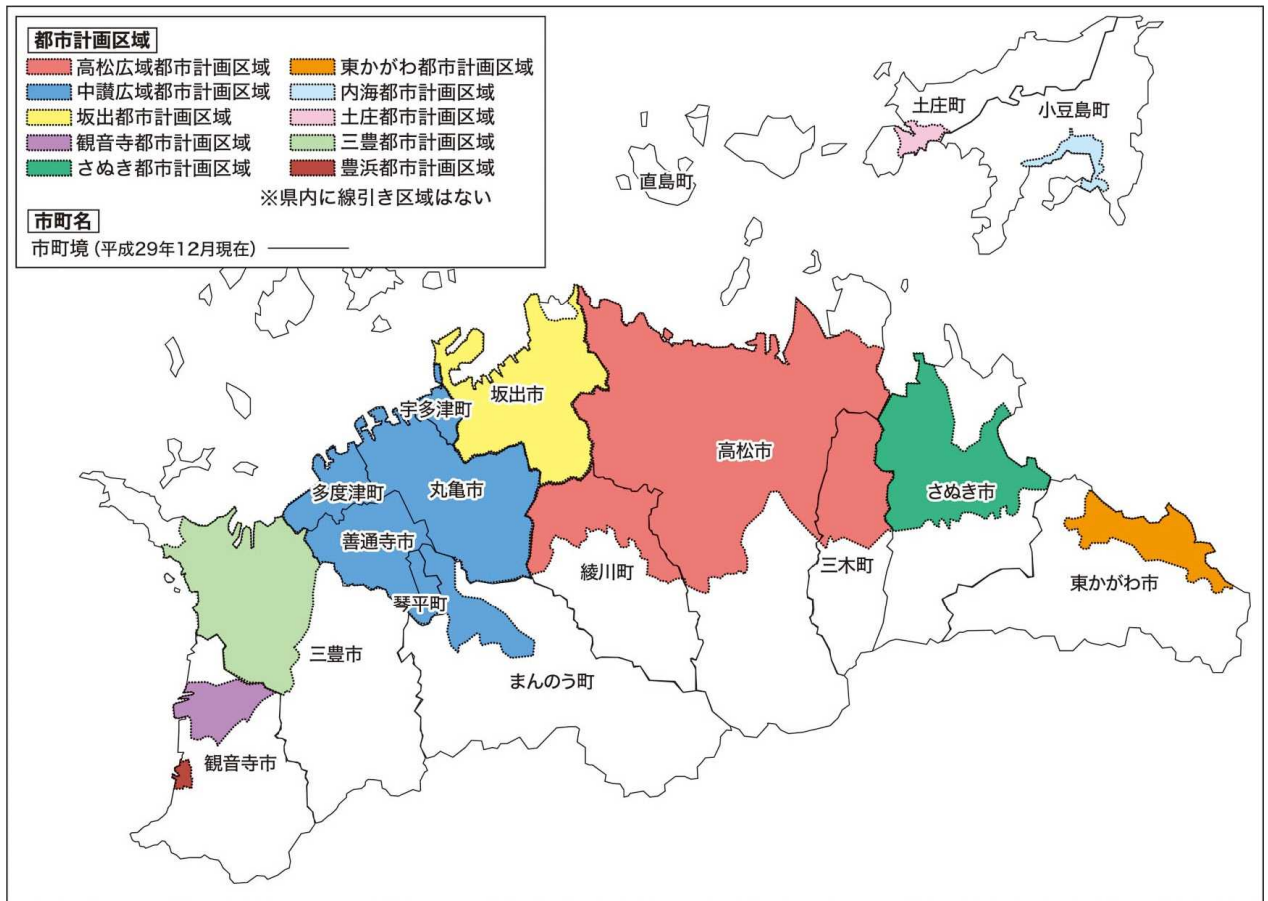 都市計画区域
高松広域都市計画区域
東かがわ都市計画区域
中讃広域都市計画区域
内海都市計画区域
坂出都市計画区域
土庄都市計画区域
観音寺都市計画区域
三豊都市計画区域
さぬき都市計画区域
豊浜都市計画区域
※県内に線引き区域はない
市町名
市町境(平成29年12月現在)
土庄町
小豆島町
直島町
坂出市
宇多津町
高松市
多度津町
丸亀市
さぬき市
善通寺市
綾川町
三木町
東かがわ市
琴平町
三豊市
まんのう町
観音寺市